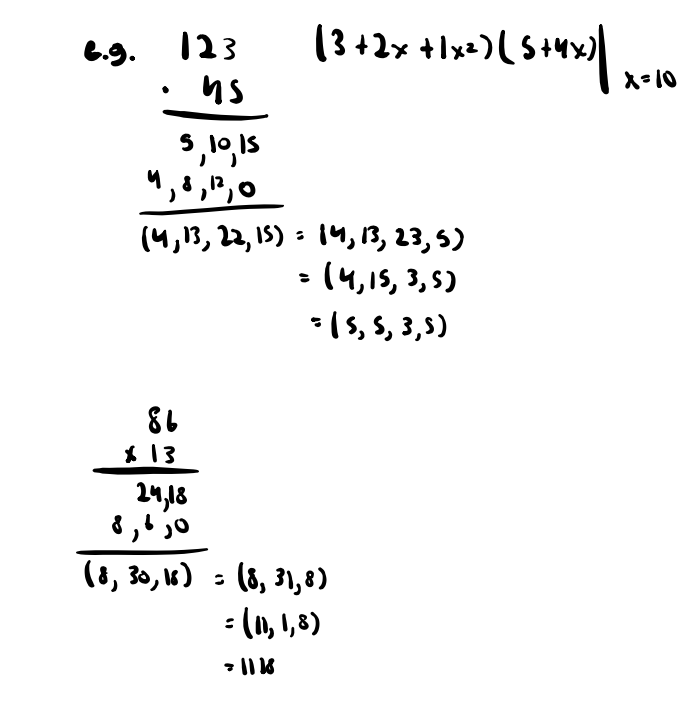 e.g. 123 (3+2x+1x²)(5+4x)|x=10
· 45
5,10,15
4,8,12,0
(4,13,22,15) = (4,13,23,5)
= (4,15,3,5)
= (5,5,3,5)
86
x 13
24,18
8,6,0
(8,30,18) = (8,31,8)
= (11,1,8)
= 1118